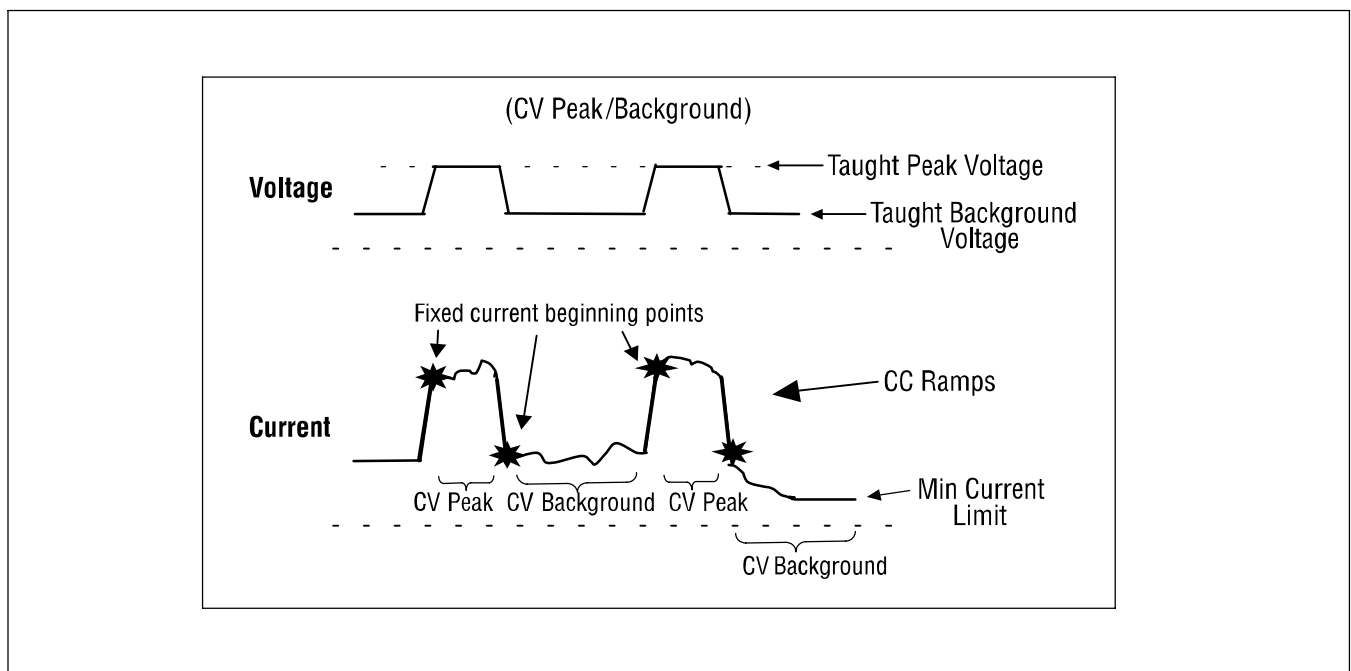 (CV Peak/Background)
Voltage
Taught Peak Voltage
Taught Background
Voltage
Fixed current beginning points
CC Ramps
Current
CV Peak
CV Background
CV Peak
Min Current
Limit
CV Background